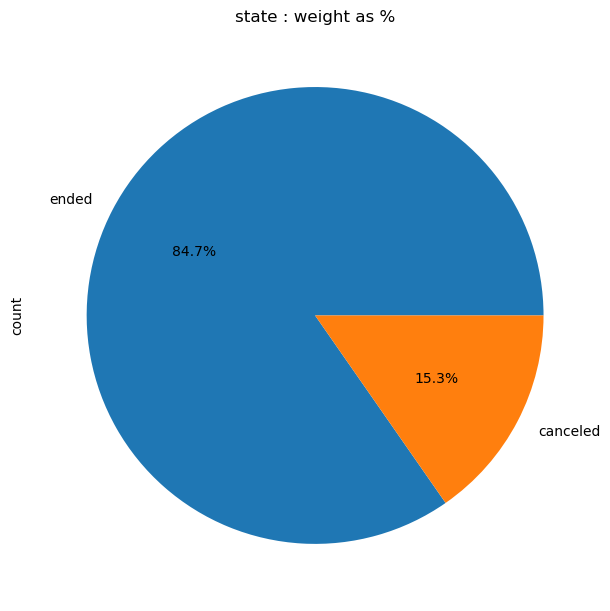 state : weight as %
ended
84.7%
count
15.3%
canceled